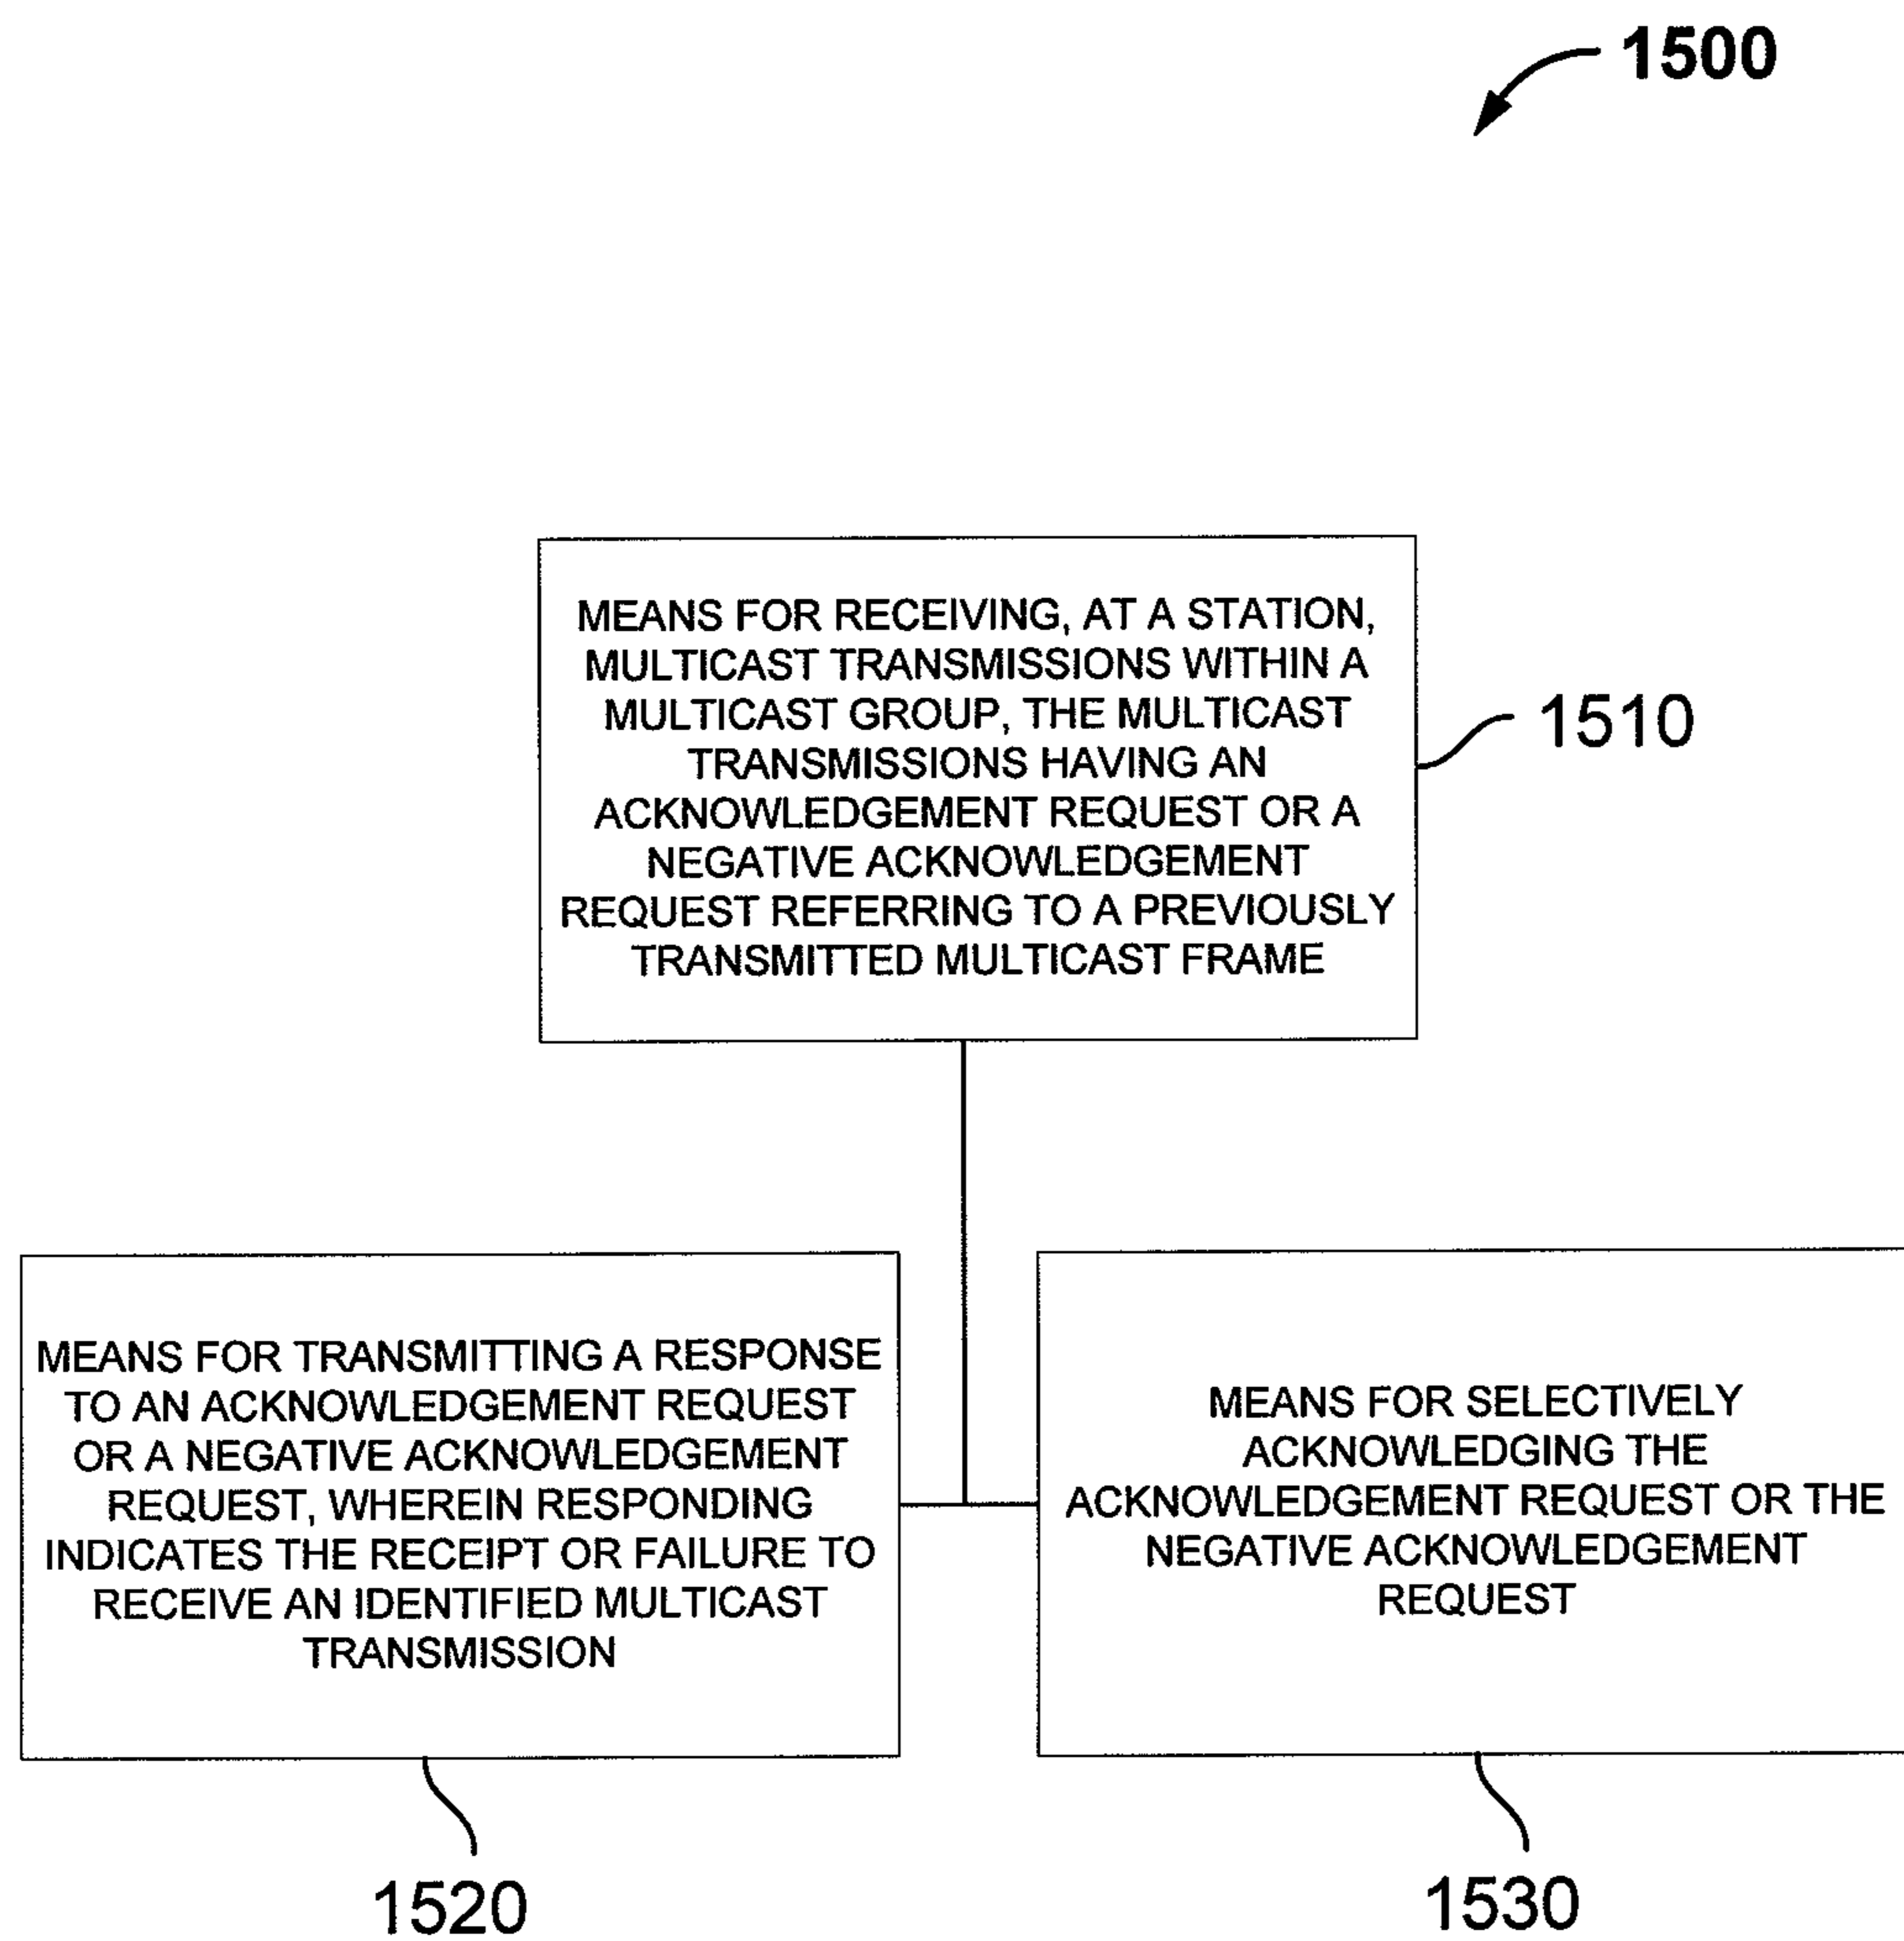 1500
MEANS FOR RECEIVING, AT A STATION,
MULTICAST TRANSMISSIONS WITHIN A
MULTICAST GROUP, THE MULTICAST
TRANSMISSIONS HAVING AN
ACKNOWLEDGEMENT REQUEST OR A
NEGATIVE ACKNOWLEDGEMENT
REQUEST REFERRING TO A PREVIOUSLY
TRANSMITTED MULTICAST FRAME
1510
MEANS FOR TRANSMITTING A RESPONSE
TO AN ACKNOWLEDGEMENT REQUEST
OR A NEGATIVE ACKNOWLEDGEMENT
REQUEST, WHEREIN RESPONDING
INDICATES THE RECEIPT OR FAILURE TO
RECEIVE AN IDENTIFIED MULTICAST
TRANSMISSION
1520
MEANS FOR SELECTIVELY
ACKNOWLEDGING THE
ACKNOWLEDGEMENT REQUEST OR THE
NEGATIVE ACKNOWLEDGEMENT
REQUEST
1530